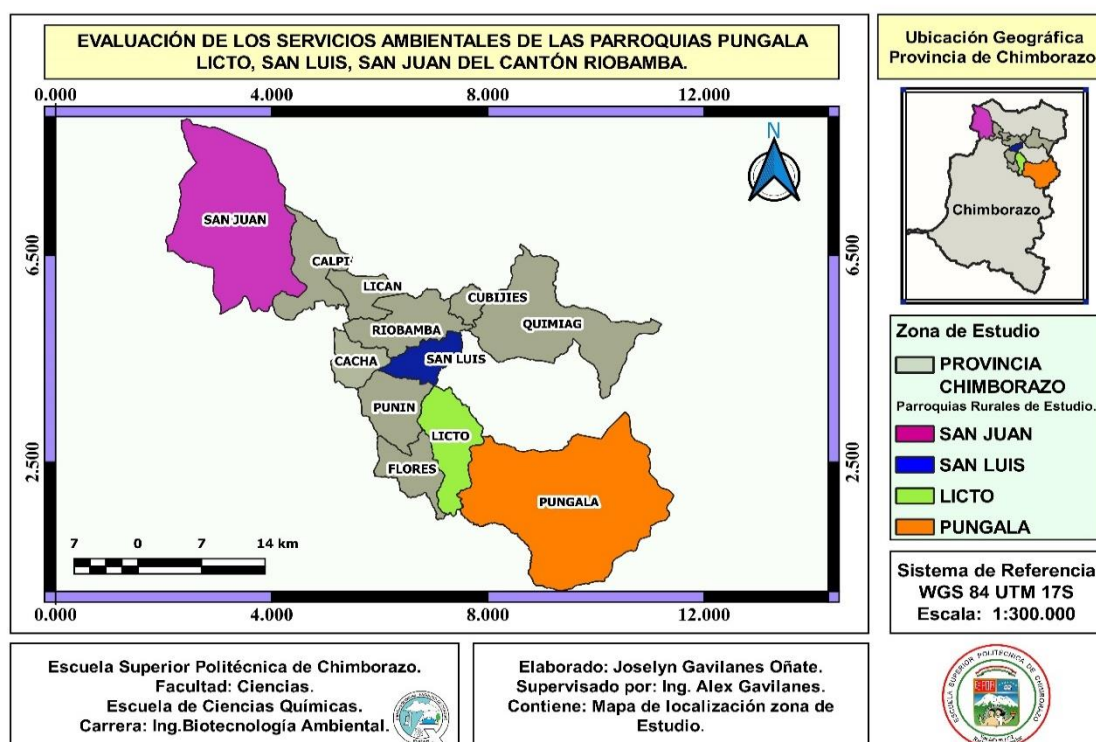 EVALUACIÓN DE LOS SERVICIOS AMBIENTALES DE LAS PARROQUIAS PUNGALA
LICTO, SAN LUIS, SAN JUAN DEL CANTÓN RIOBAMBA.
0.000 4.000 8.000 12.000
N
6.500
6.500
2.500
2.500
SAN JUAN
CALPI
LICAN
CUBIJIES
RIOBAMBA
QUIMIAG
CACHA
SAN LUIS
PUNIN
LICTO
FLORES
PUNGALA
7 0 7 14 km
0.000 4.000 8.000 12.000
Ubicación Geográfica
Provincia de Chimborazo
Chimborazo
Zona de Estudio
PROVINCIA
CHIMBORAZO
Parroquias Rurales de Estudio.
SAN JUAN
SAN LUIS
LICTO
PUNGALA
Sistema de Referencia
WGS 84 UTM 17S
Escala: 1:300.000
Escuela Superior Politécnica de Chimborazo.
Facultad: Ciencias.
Escuela de Ciencias Químicas.
Carrera: Ing.Biotecnología Ambiental.
Elaborado: Joselyn Gavilanes Oñate.
Supervisado por: Ing. Alex Gavilanes.
Contiene: Mapa de localización zona de
Estudio.
ESCUELA SUPERIOR POLITECNICA DE CHIMBORAZO